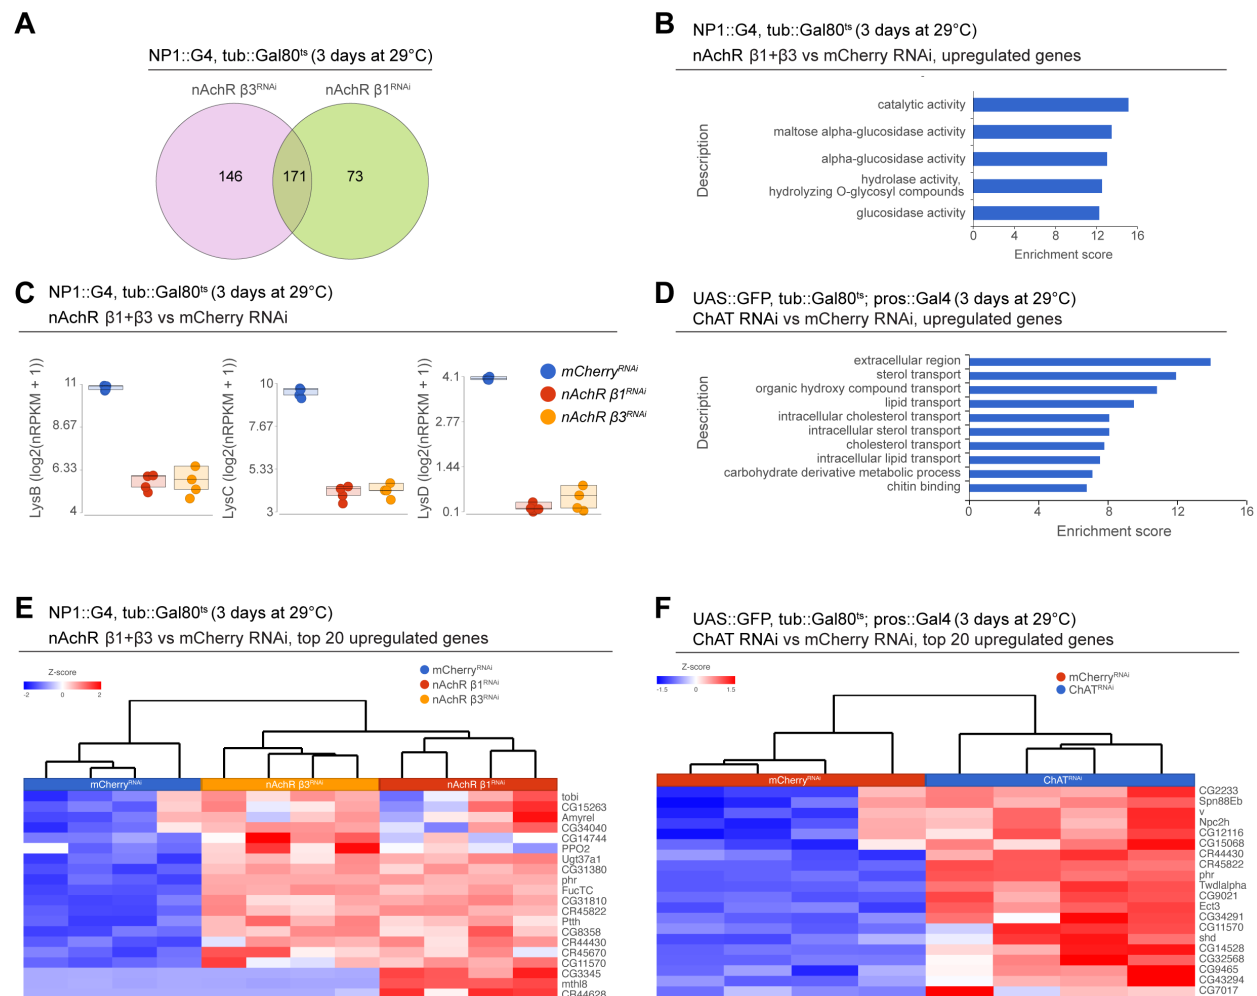 A
NP1::G4, tub::Gal80ts (3 days at 29°C)
nAchR β3RNAi
nAchR β1RNAi
146
171
73
B
NP1::G4, tub::Gal80ts (3 days at 29°C)
nAchR β1+β3 vs mCherry RNAi, upregulated genes
Description
catalytic activity
maltose alpha-glucosidase activity
alpha-glucosidase activity
hydrolase activity,
hydrolyzing O-glycosyl compounds
glucosidase activity
0 4 8 12 16
Enrichment score
C
NP1::G4, tub::Gal80ts (3 days at 29°C)
nAchR β1+β3 vs mCherry RNAi
LysB (log2(nRPKM + 1))
11
8.67
6.33
4
LysC (log2(nRPKM + 1))
10
7.67
5.33
3
LysD (log2(nRPKM + 1))
4.1
2.77
1.44
0.1
mCherryRNAi
nAchR β1RNAi
nAchR β3RNAi
D
UAS::GFP, tub::Gal80ts; pros::Gal4 (3 days at 29°C)
ChAT RNAi vs mCherry RNAi, upregulated genes
Description
extracellular region
sterol transport
organic hydroxy compound transport
lipid transport
intracellular cholesterol transport
intracellular sterol transport
cholesterol transport
intracellular lipid transport
carbohydrate derivative metabolic process
chitin binding
0 4 8 12 16
Enrichment score
E
NP1::G4, tub::Gal80ts (3 days at 29°C)
nAchR β1+β3 vs mCherry RNAi, top 20 upregulated genes
Z-score
-2 0 2
mCherryRNAi
nAchR β1RNAi
nAchR β3RNAi
mCherryRNAi
nAchR β3RNAi
nAchR β1RNAi
tobi
CG15263
Amyrel
CG34040
CG14744
PPO2
Ugt37a1
CG31380
phr
FucTC
CG31810
CR45822
Ptth
CG8358
CR44430
CR45670
CG11570
CG3345
mthl8
CR44628
F
UAS::GFP, tub::Gal80ts; pros::Gal4 (3 days at 29°C)
ChAT RNAi vs mCherry RNAi, top 20 upregulated genes
Z-score
-1.5 0 1.5
mCherryRNAi
ChATRNAi
mCherryRNAi
ChATRNAi
CG2233
Spn88Eb
v
Npc2h
CG12116
CG15068
CR44430
CR45822
phr
Twdlalpha
CG9021
Ect3
CG34291
CG11570
shd
CG14528
CG32568
CG9465
CG43294
CG7017